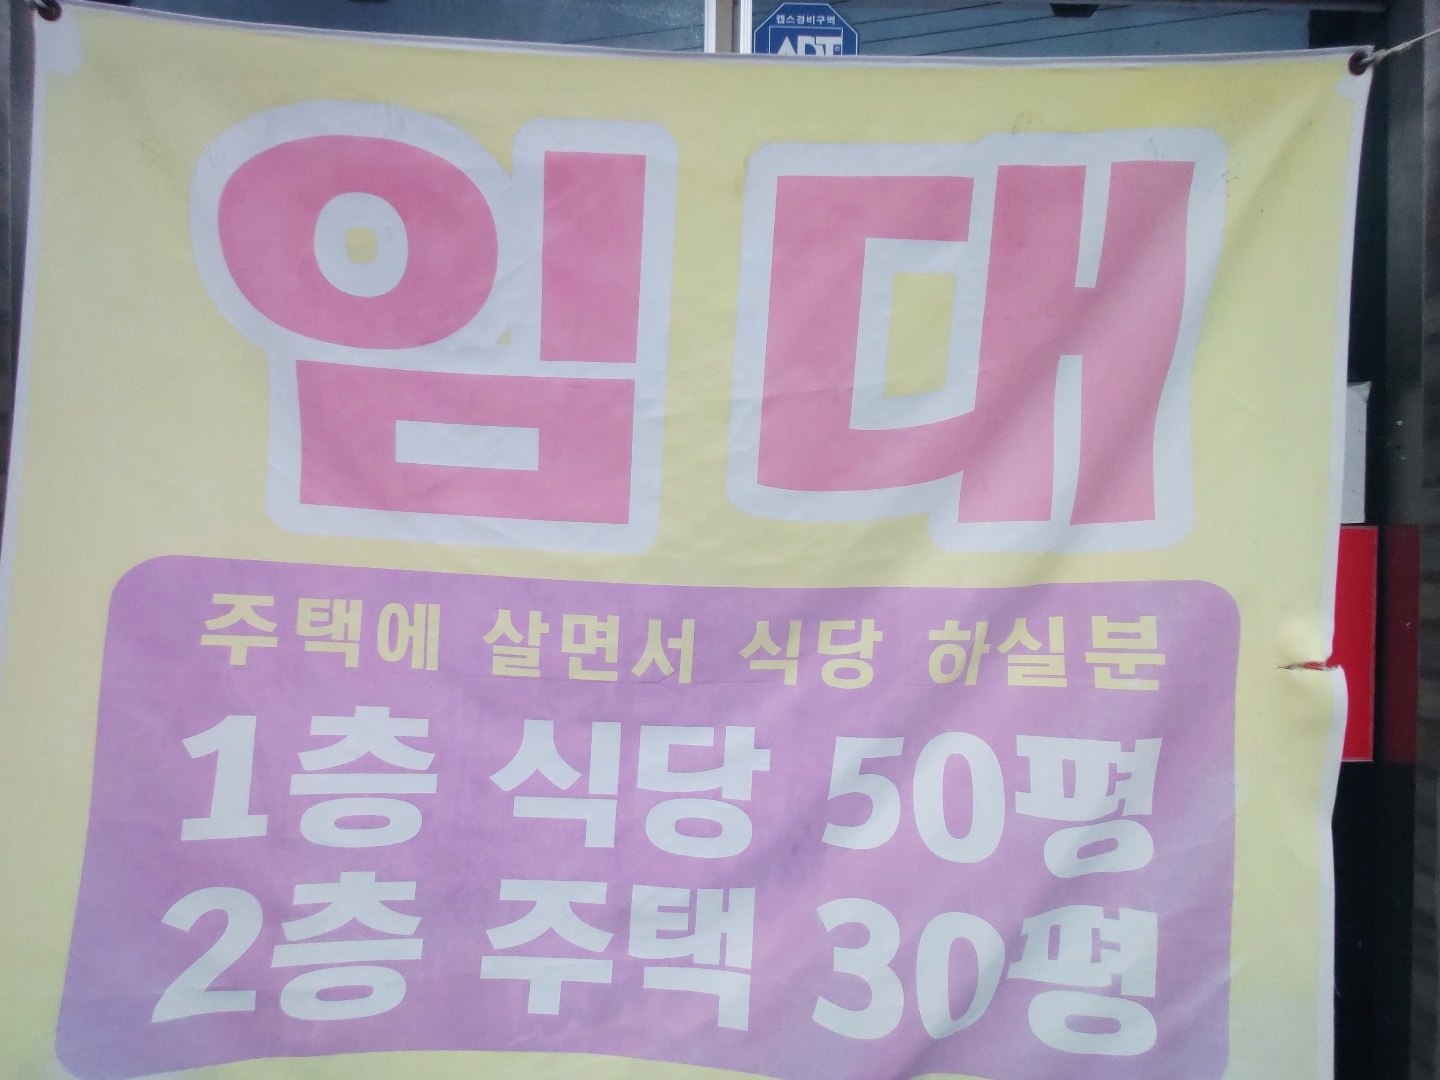 캡스경비구역
ADT
임대
주택에 살면서 식당 하실분
1층 식당 50평
2층 주택 30평